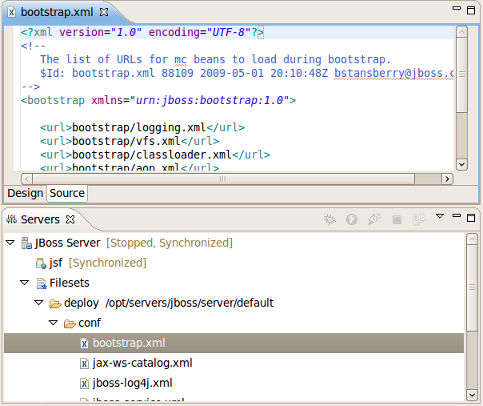 bootstrap.xml
<?xml version="1.0" encoding="UTF-8"?>
<!--
The list of URLs for mc beans to load during bootstrap.
$Id: bootstrap.xml 88109 2009-05-01 20:10:48Z bstansberry@jboss.c
-->
<bootstrap xmlns="urn:jboss:bootstrap:1.0">
<url>bootstrap/logging.xml</url>
<url>bootstrap/vfs.xml</url>
<url>bootstrap/classloader.xml</url>
<url>bootstrap/aop.xml</url>
Design Source
Servers
JBoss Server [Stopped, Synchronized]
jsf [Synchronized]
Filesets
deploy /opt/servers/jboss/server/default
conf
bootstrap.xml
jax-ws-catalog.xml
jboss-log4j.xml
jboss-service.xml